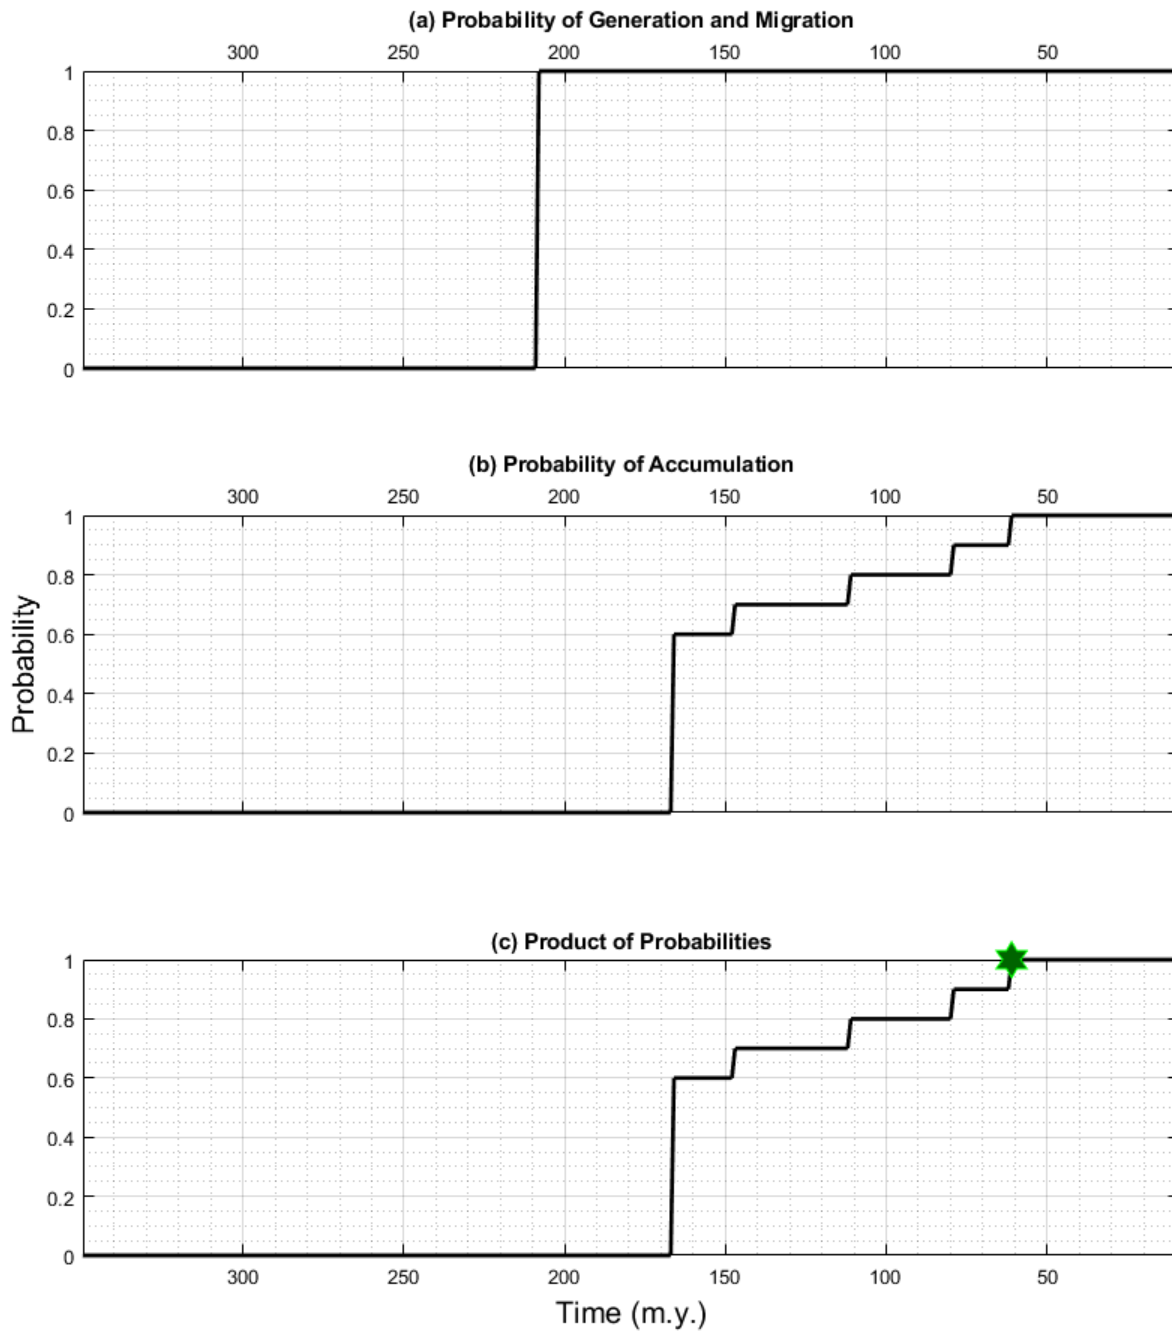 (a) Probability of Generation and Migration
300 250 200 150 100 50
1
0.8
0.6
0.4
0.2
0
(b) Probability of Accumulation
300 250 200 150 100 50
1
0.8
0.6
0.4
0.2
0
Probability
(c) Product of Probabilities
1
0.8
0.6
0.4
0.2
0
300 250 200 150 100 50
Time (m.y.)